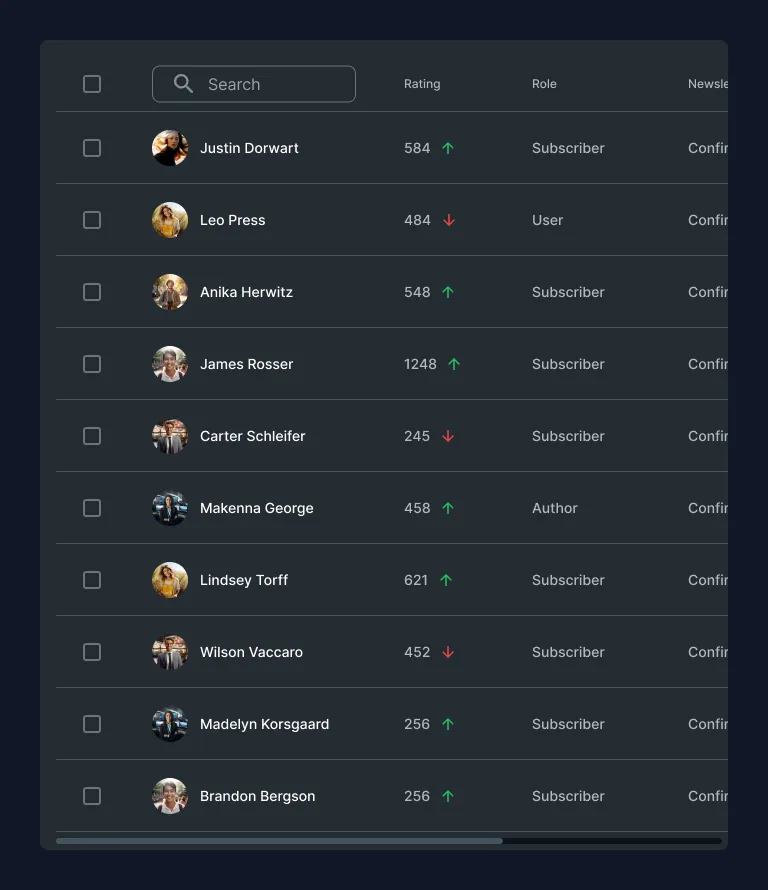 Search Rating Role Newsle
Justin Dorwart 584 Subscriber Confir
Leo Press 484 User Confir
Anika Herwitz 548 Subscriber Confir
James Rosser 1248 Subscriber Confir
Carter Schleifer 245 Subscriber Confir
Makenna George 458 Author Confir
Lindsey Torff 621 Subscriber Confir
Wilson Vaccaro 452 Subscriber Confir
Madelyn Korsgaard 256 Subscriber Confir
Brandon Bergson 256 Subscriber Confir